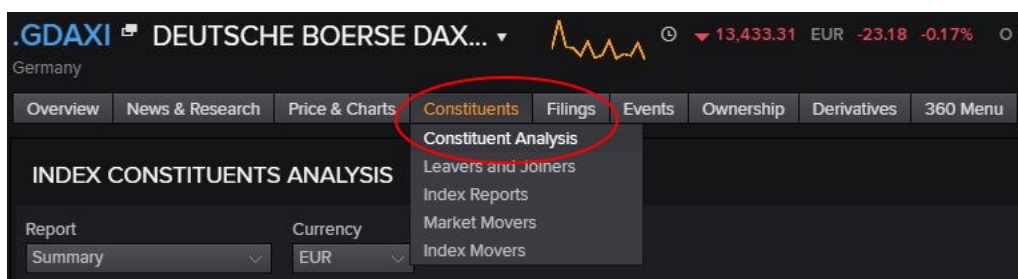 .GDAXI DEUTSCHE BOERSE DAX... 13,433.31 EUR -23.18 -0.17% O
Germany
Overview News & Research Price & Charts Constituents Filings Events Ownership Derivatives 360 Menu
Constituent Analysis
Leavers and Joiners
INDEX CONSTITUENTS ANALYSIS
Index Reports
Market Movers
Report Currency
Summary EUR
Index Movers